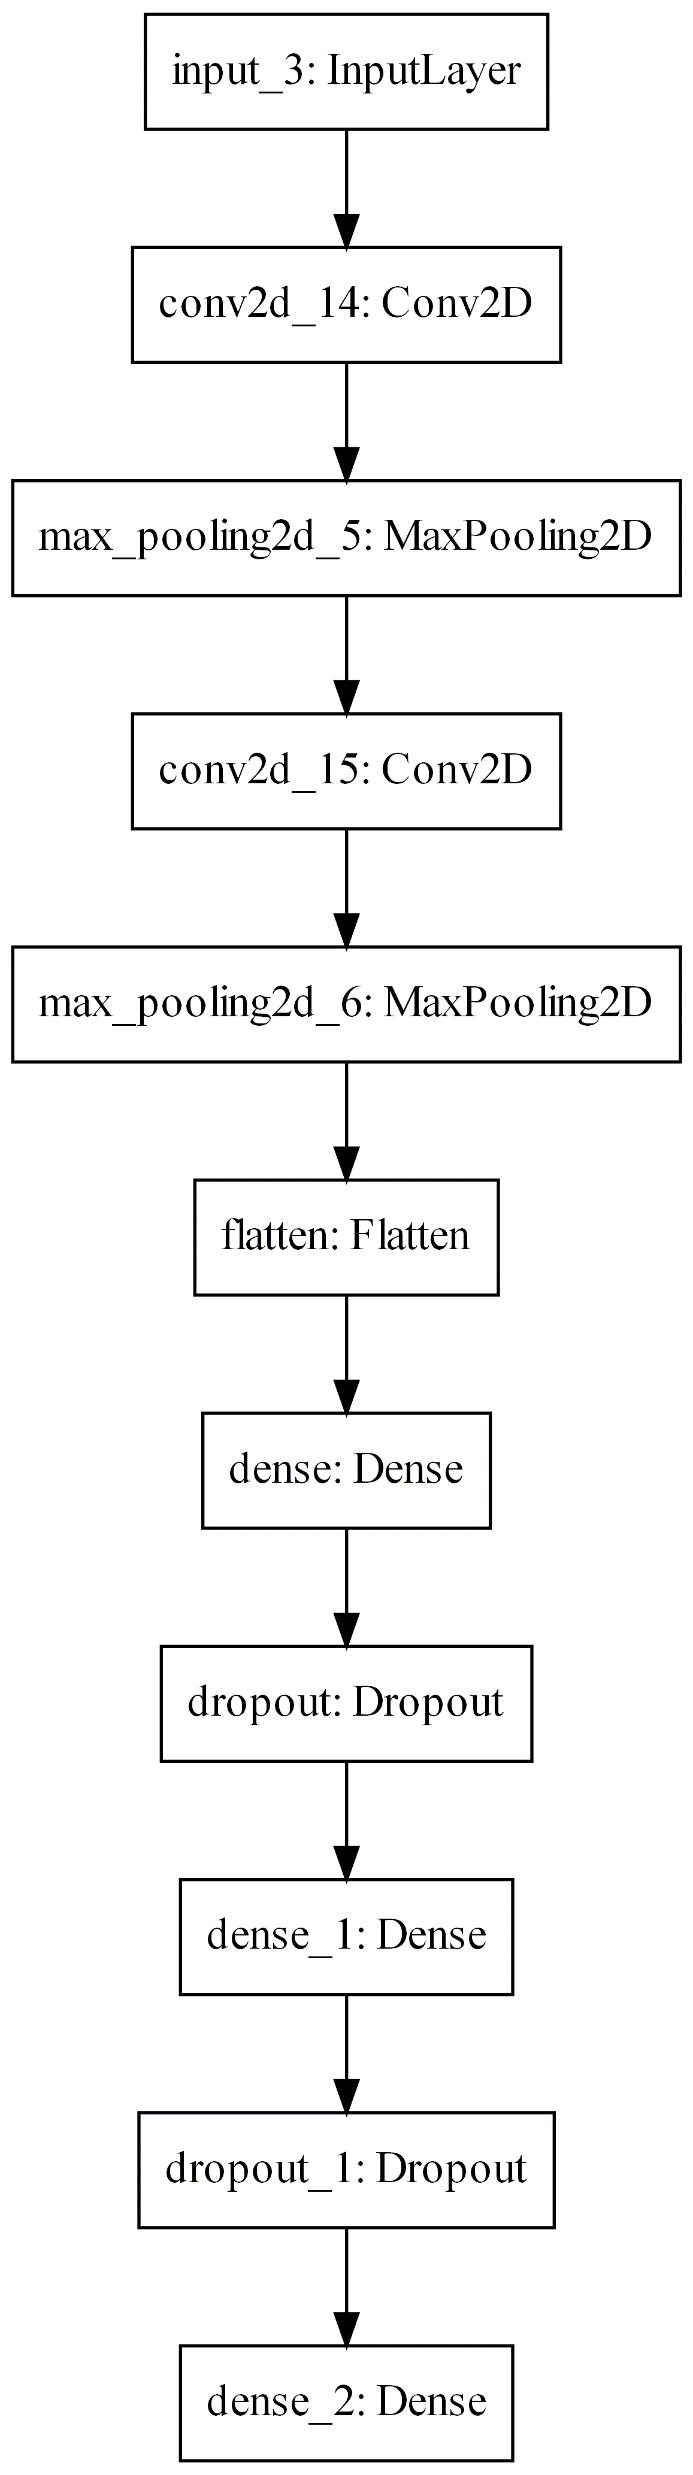 input_3: InputLayer
conv2d_14: Conv2D
max_pooling2d_5: MaxPooling2D
conv2d_15: Conv2D
max_pooling2d_6: MaxPooling2D
flatten: Flatten
dense: Dense
dropout: Dropout
dense_1: Dense
dropout_1: Dropout
dense_2: Dense